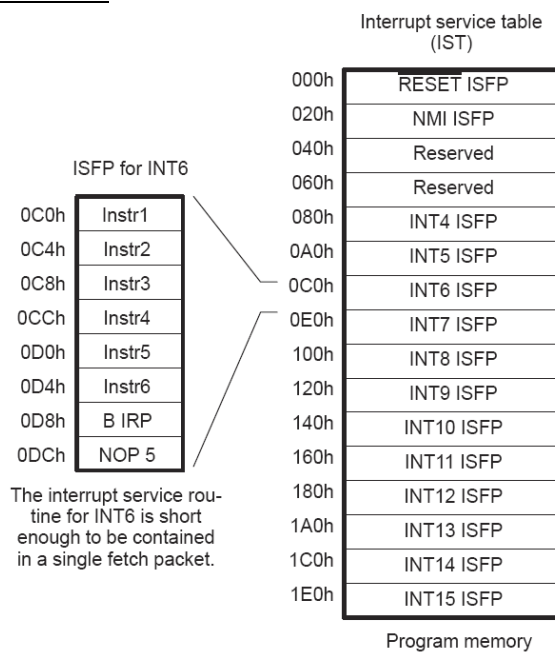 Interrupt service table
(IST)
000h RESET ISFP
020h NMI ISFP
040h Reserved
060h Reserved
080h INT4 ISFP
0A0h INT5 ISFP
0C0h INT6 ISFP
0E0h INT7 ISFP
100h INT8 ISFP
120h INT9 ISFP
140h INT10 ISFP
160h INT11 ISFP
180h INT12 ISFP
1A0h INT13 ISFP
1C0h INT14 ISFP
1E0h INT15 ISFP
Program memory
ISFP for INT6
0C0h Instr1
0C4h Instr2
0C8h Instr3
0CCh Instr4
0D0h Instr5
0D4h Instr6
0D8h B IRP
0DCh NOP 5
The interrupt service rou-
tine for INT6 is short
enough to be contained
in a single fetch packet.